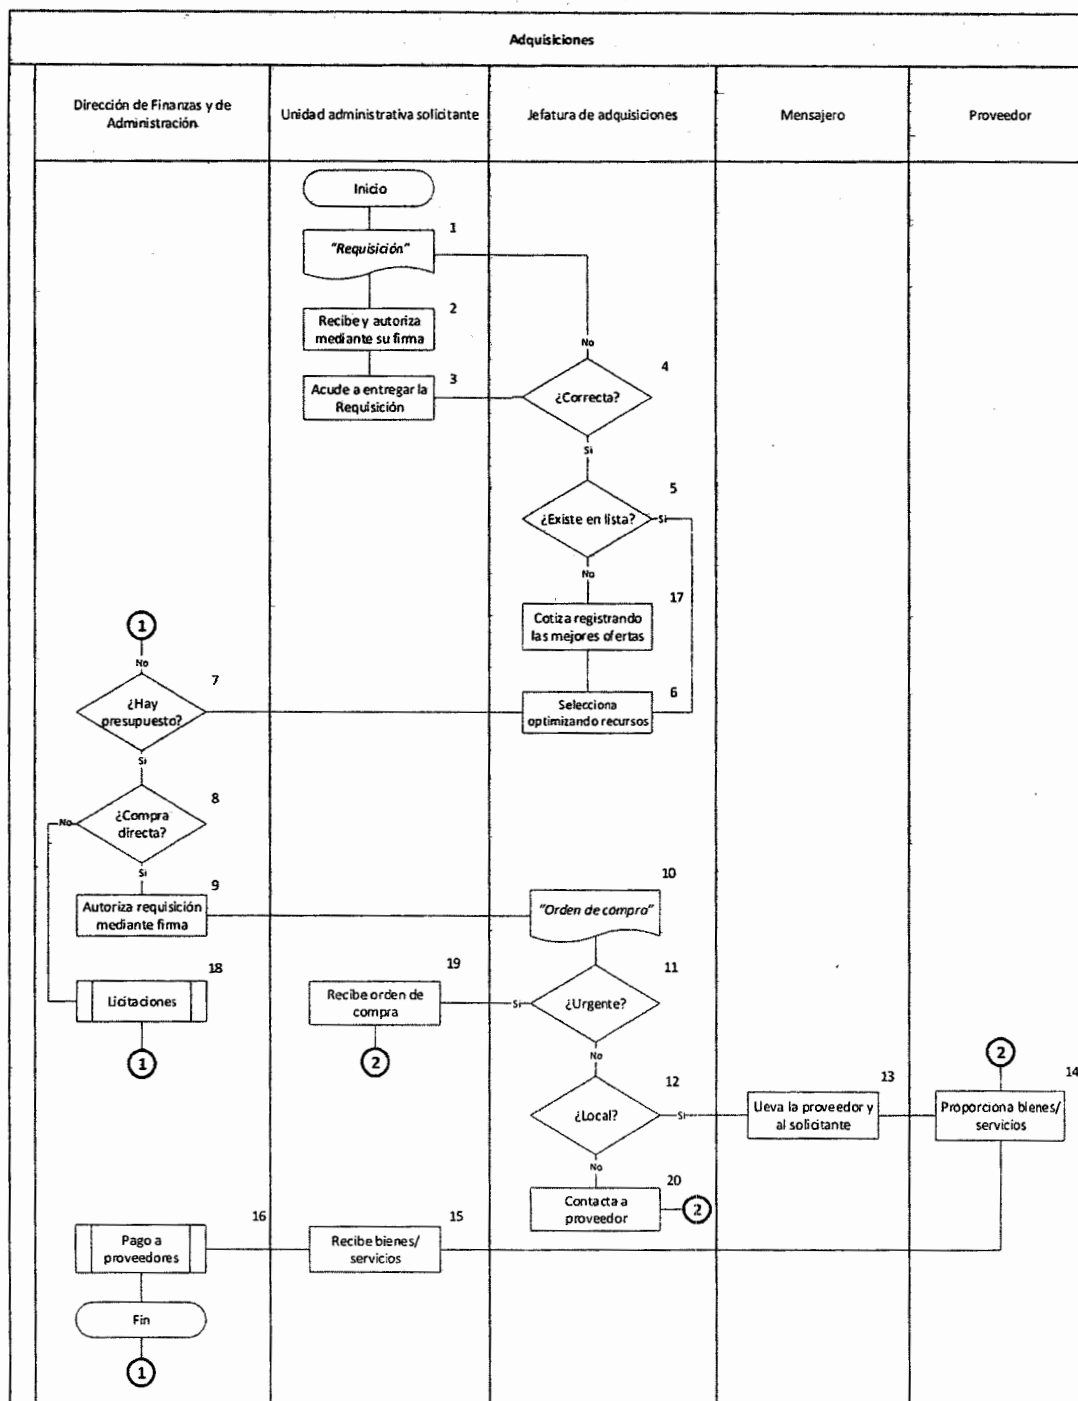 Adquisiciones
Dirección de Finanzas y de
Administración
Unidad administrativa solicitante
Jefatura de adquisiciones
Mensajero
Proveedor
Inicio
1
"Requisición"
2
Recibe y autoriza
mediante su firma
No
3
4
Acude a entregar la
Requisición
¿Correcta?
Si
5
¿Existe en lista?
Si
No
17
Cotiza registrando
las mejores ofertas
1
No
7
6
¿Hay
presupuesto?
Selecciona
optimizando recursos
Si
8
No
¿Compra
directa?
Si
9
10
Autoriza requisición
mediante firma
"Orden de compra"
18
19
11
Licitaciones
Recibe orden de
compra
Si
¿Urgente?
1
2
No
2
12
13
14
¿Local?
Si
Lleva la proveedor y
al solicitante
Proporciona bienes/
servicios
No
20
Contacta a
proveedor
2
16
15
Pago a
proveedores
Recibe bienes/
servicios
Fin
1